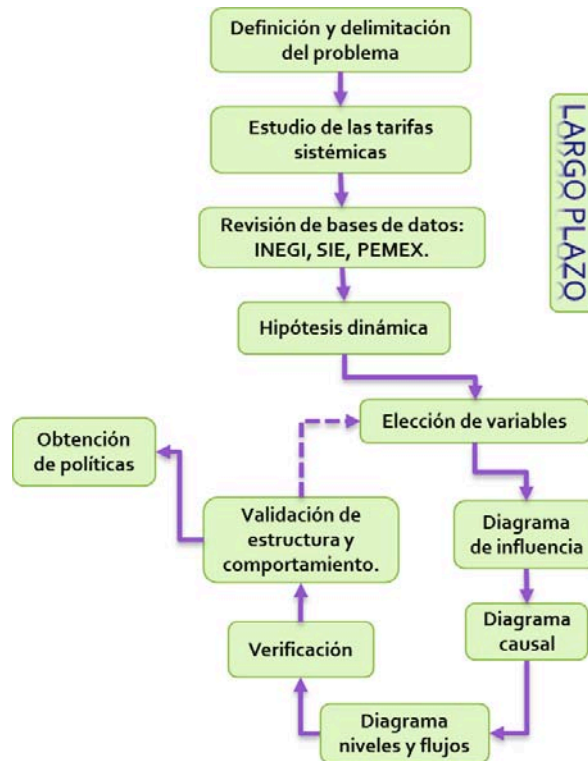 Definición y delimitación
del problema
Estudio de las tarifas
sistémicas
LARGO PLAZO
Revisión de bases de datos:
INEGI, SIE, PEMEX.
Hipótesis dinámica
Elección de variables
Obtención
de políticas
Validación de
estructura y
comportamiento.
Diagrama
de influencia
Verificación
Diagrama
causal
Diagrama
niveles y flujos